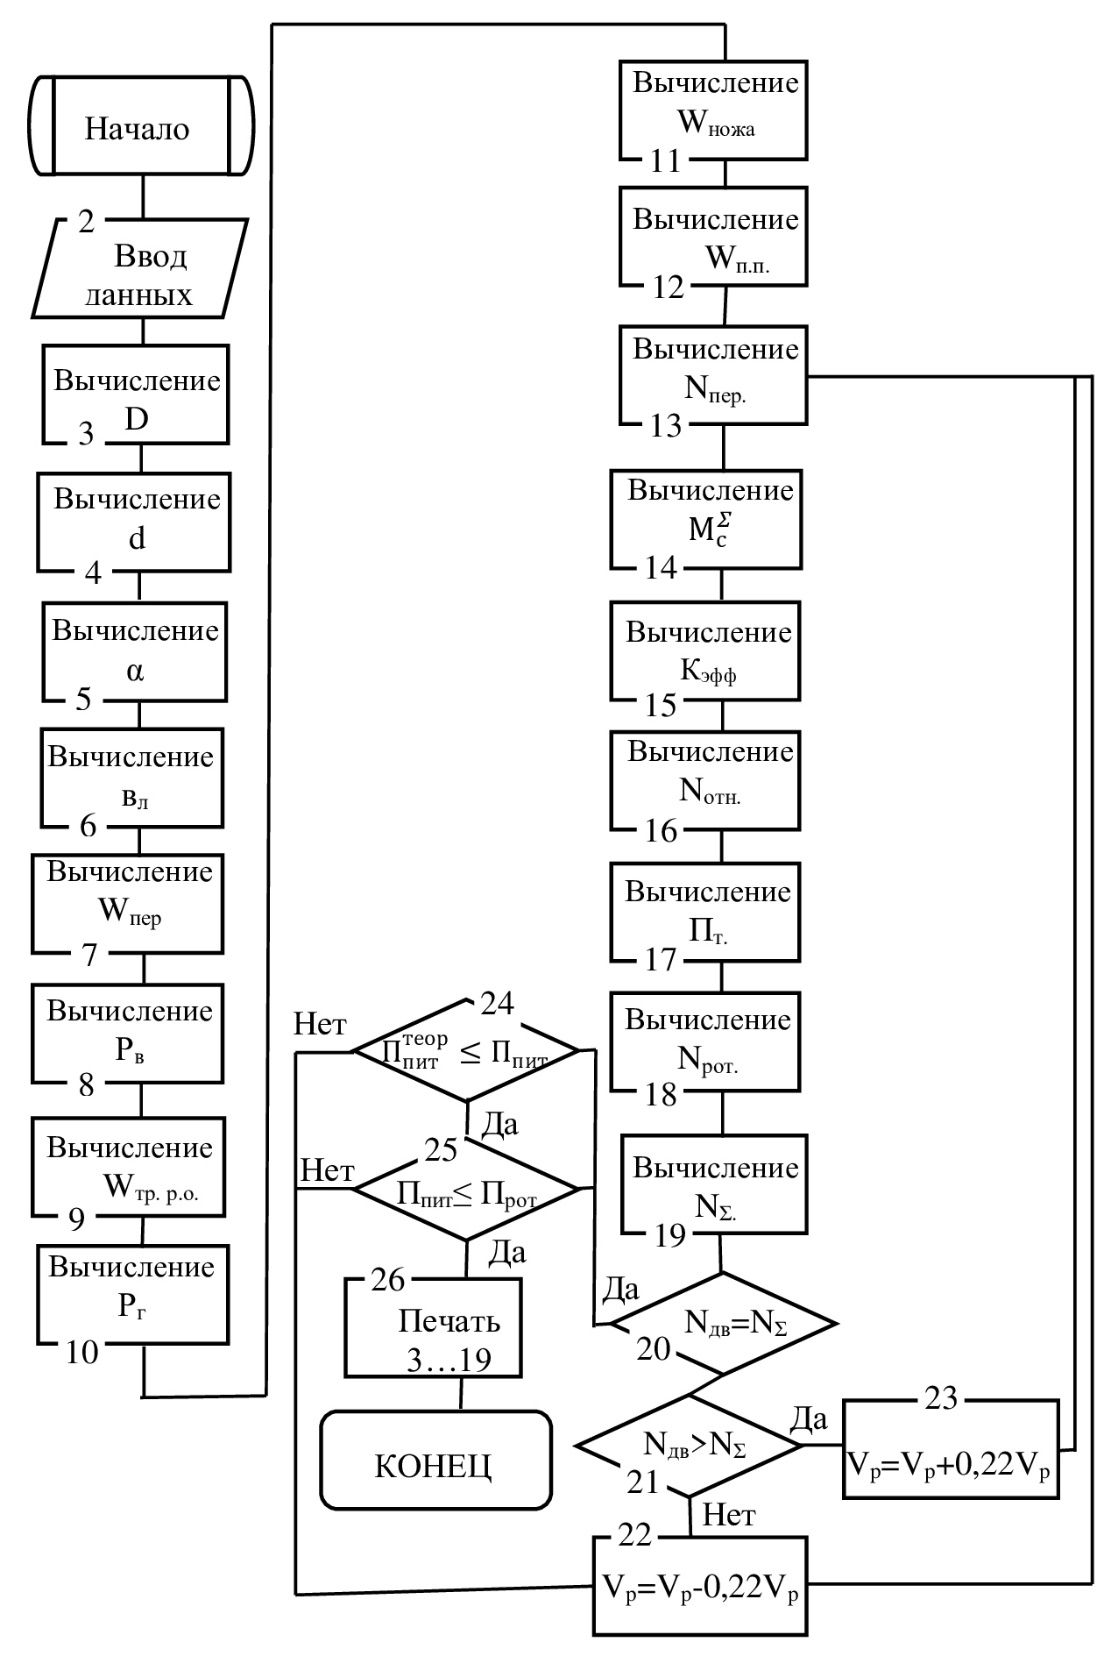 Начало
2
Ввод
данных
Вычисление
D
3
Вычисление
d
4
Вычисление
α
5
Вычисление
вл
6
Вычисление
Wпер
7
Вычисление
Рв
8
Вычисление
Wтр. р.о.
9
Вычисление
Рг
10
Вычисление
Wножа
11
Вычисление
Wп.п.
12
Вычисление
Nпер.
13
Вычисление
МсΣ
14
Вычисление
Кэфф
15
Вычисление
Nотн.
16
Вычисление
Пт.
17
Вычисление
Nрот.
18
Вычисление
NΣ.
19
Да
Nдв=NΣ
20
Nдв>NΣ
21
Да
23
Vр=Vр+0,22Vр
Нет
22
Vр=Vр-0,22Vр
24
Нет
Ппиттеор ≤ Ппит
Да
25
Нет
Ппит≤ Прот
Да
26
Печать
3…19
КОНЕЦ